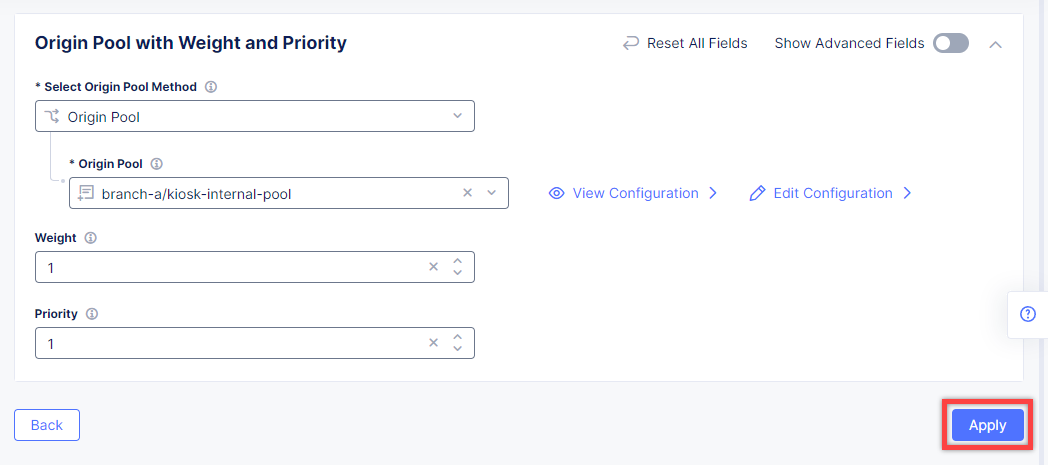 Origin Pool with Weight and Priority
Reset All Fields
Show Advanced Fields
* Select Origin Pool Method
Origin Pool
* Origin Pool
branch-a/kiosk-internal-pool
View Configuration
Edit Configuration
Weight
1
Priority
1
Back
Apply